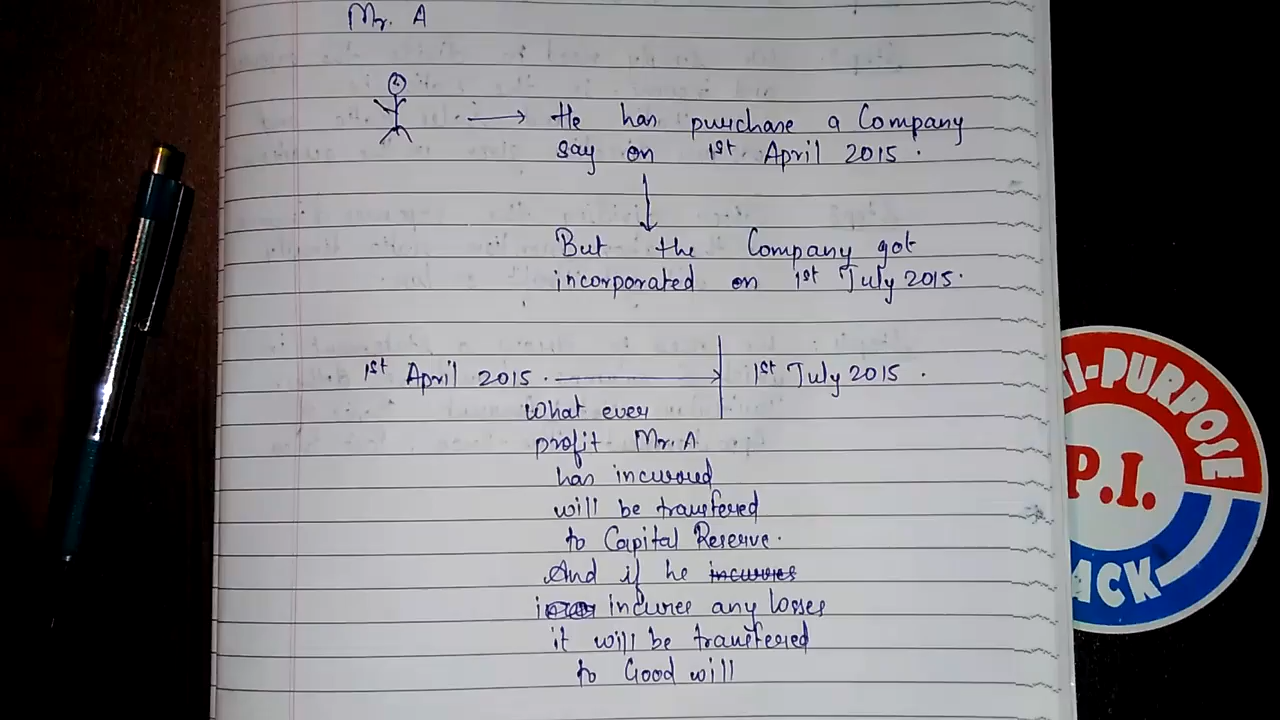 Mr. A
He has purchase a Company
say on 1st April 2015.
But the Company got
incorporated on 1st July 2015.
1st April 2015. 1st July 2015.
What ever
profit Mr. A
has incurred
will be transfered
to Capital Reserve.
And if he incurres
incures any losses
it will be transfered
to Good will
I-PURPOSE
P.I.
ACK